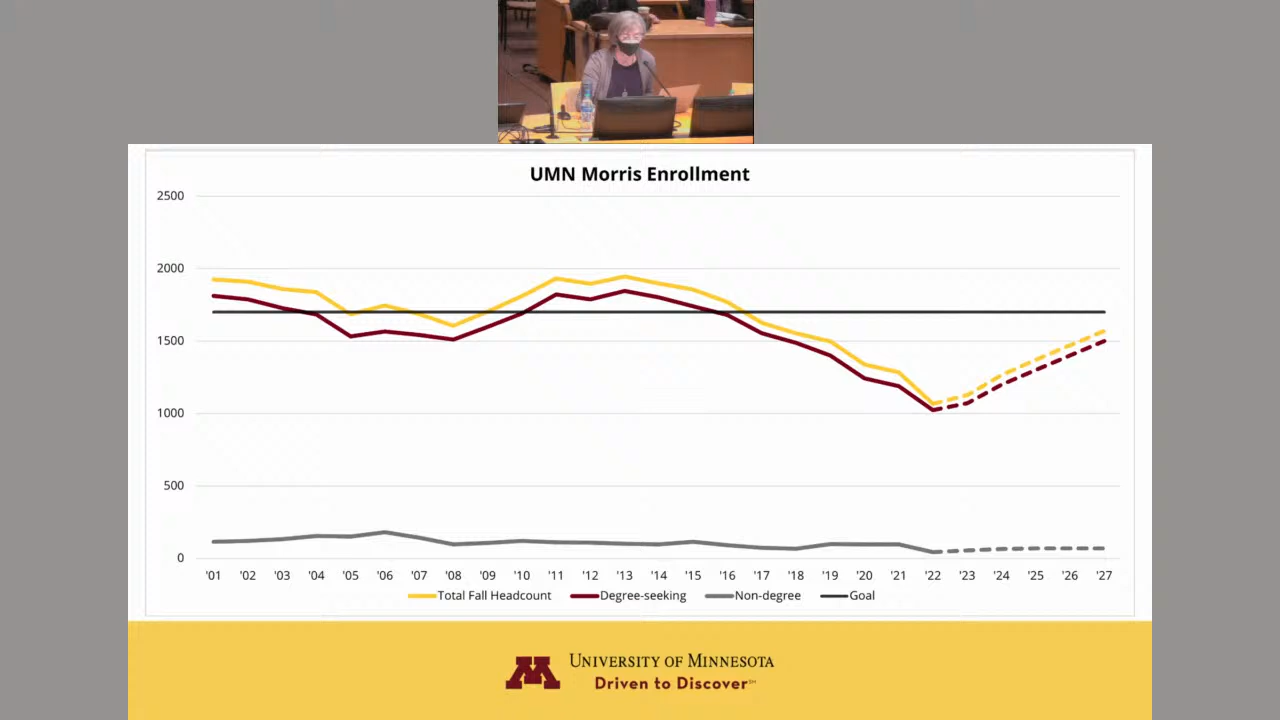 UMN Morris Enrollment
2500
2000
1500
1000
500
0
'01 '02 '03 '04 '05 '06 '07 '08 '09 '10 '11 '12 '13 '14 '15 '16 '17 '18 '19 '20 '21 '22 '23 '24 '25 '26 '27
Total Fall Headcount Degree-seeking Non-degree Goal
M UNIVERSITY OF MINNESOTA
Driven to Discover℠